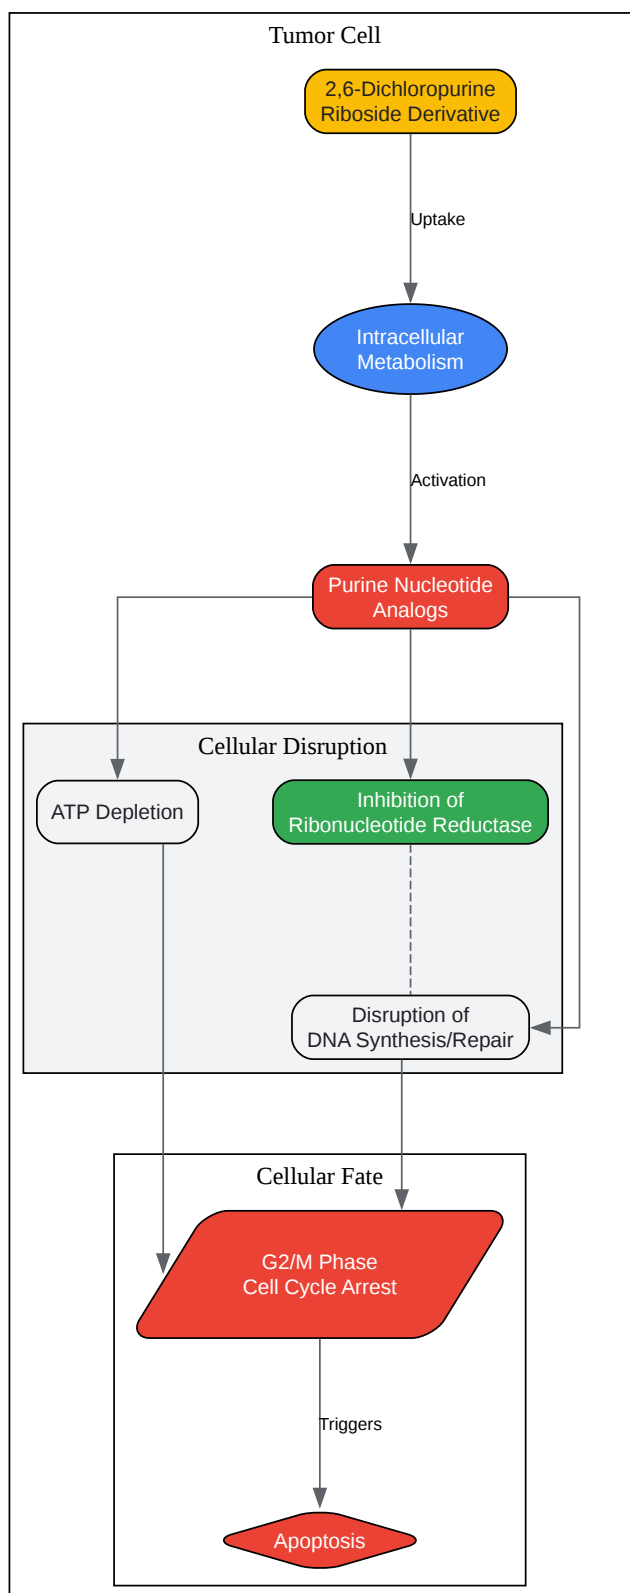 Tumor Cell
2,6-Dichloropurine
Riboside Derivative
Uptake
Intracellular
Metabolism
Activation
Purine Nucleotide
Analogs
Cellular Disruption
ATP Depletion
Inhibition of
Ribonucleotide Reductase
Disruption of
DNA Synthesis/Repair
Cellular Fate
G2/M Phase
Cell Cycle Arrest
Triggers
Apoptosis